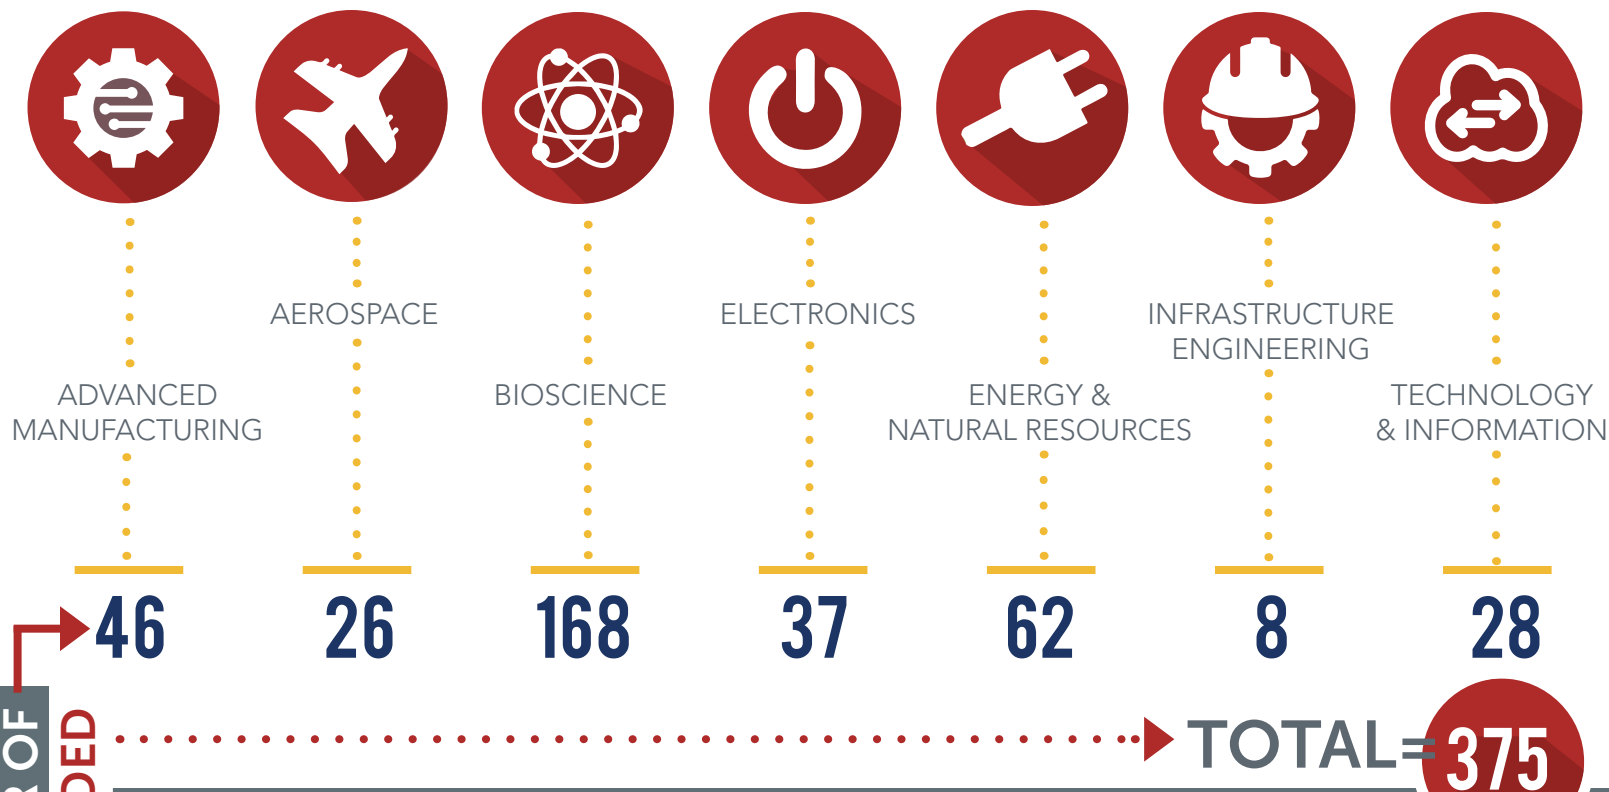 AEROSPACE
ELECTRONICS
INFRASTRUCTURE
ENGINEERING
ADVANCED
MANUFACTURING
BIOSCIENCE
ENERGY &
NATURAL RESOURCES
TECHNOLOGY
& INFORMATION
46 26 168 37 62 8 28
OF
TOTAL= 375